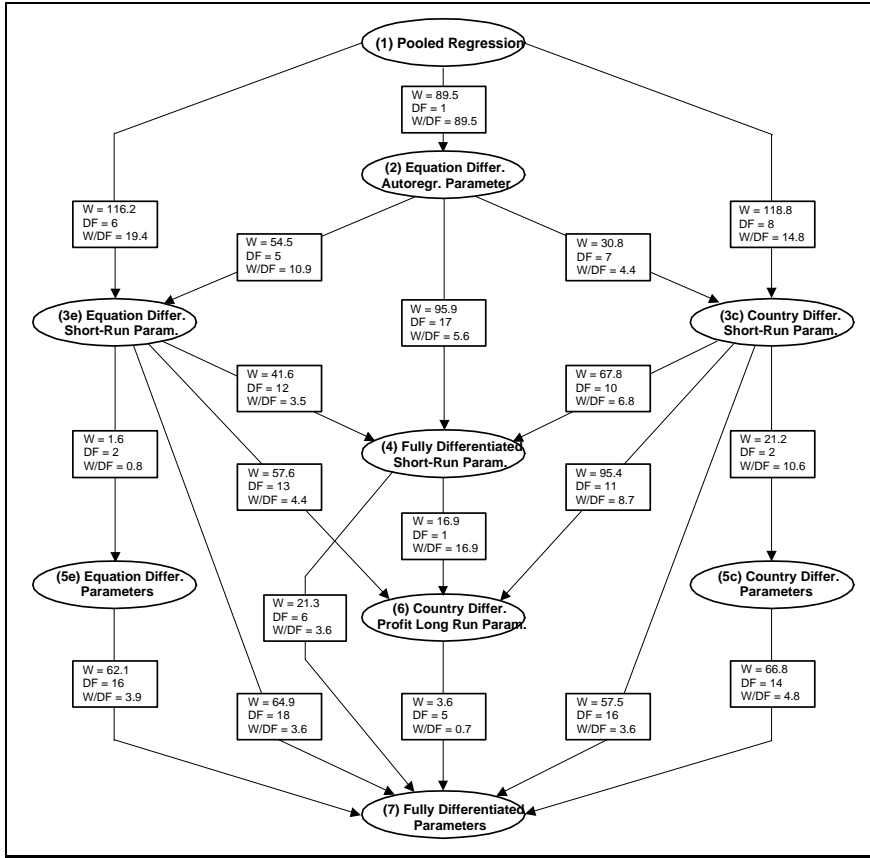 (1) Pooled Regression
W = 89.5
DF = 1
W/DF = 89.5
(2) Equation Differ.
Autoregr. Parameter
W = 116.2
DF = 6
W/DF = 19.4
W = 54.5
DF = 5
W/DF = 10.9
W = 30.8
DF = 7
W/DF = 4.4
W = 118.8
DF = 8
W/DF = 14.8
(3e) Equation Differ.
Short-Run Param.
W = 95.9
DF = 17
W/DF = 5.6
(3c) Country Differ.
Short-Run Param.
W = 41.6
DF = 12
W/DF = 3.5
W = 67.8
DF = 10
W/DF = 6.8
W = 1.6
DF = 2
W/DF = 0.8
(4) Fully Differentiated
Short-Run Param.
W = 21.2
DF = 2
W/DF = 10.6
W = 57.6
DF = 13
W/DF = 4.4
W = 95.4
DF = 11
W/DF = 8.7
W = 16.9
DF = 1
W/DF = 16.9
(5e) Equation Differ.
Parameters
W = 21.3
DF = 6
W/DF = 3.6
(6) Country Differ.
Profit Long Run Param.
(5c) Country Differ.
Parameters
W = 62.1
DF = 16
W/DF = 3.9
W = 64.9
DF = 18
W/DF = 3.6
W = 3.6
DF = 5
W/DF = 0.7
W = 57.5
DF = 16
W/DF = 3.6
W = 66.8
DF = 14
W/DF = 4.8
(7) Fully Differentiated
Parameters